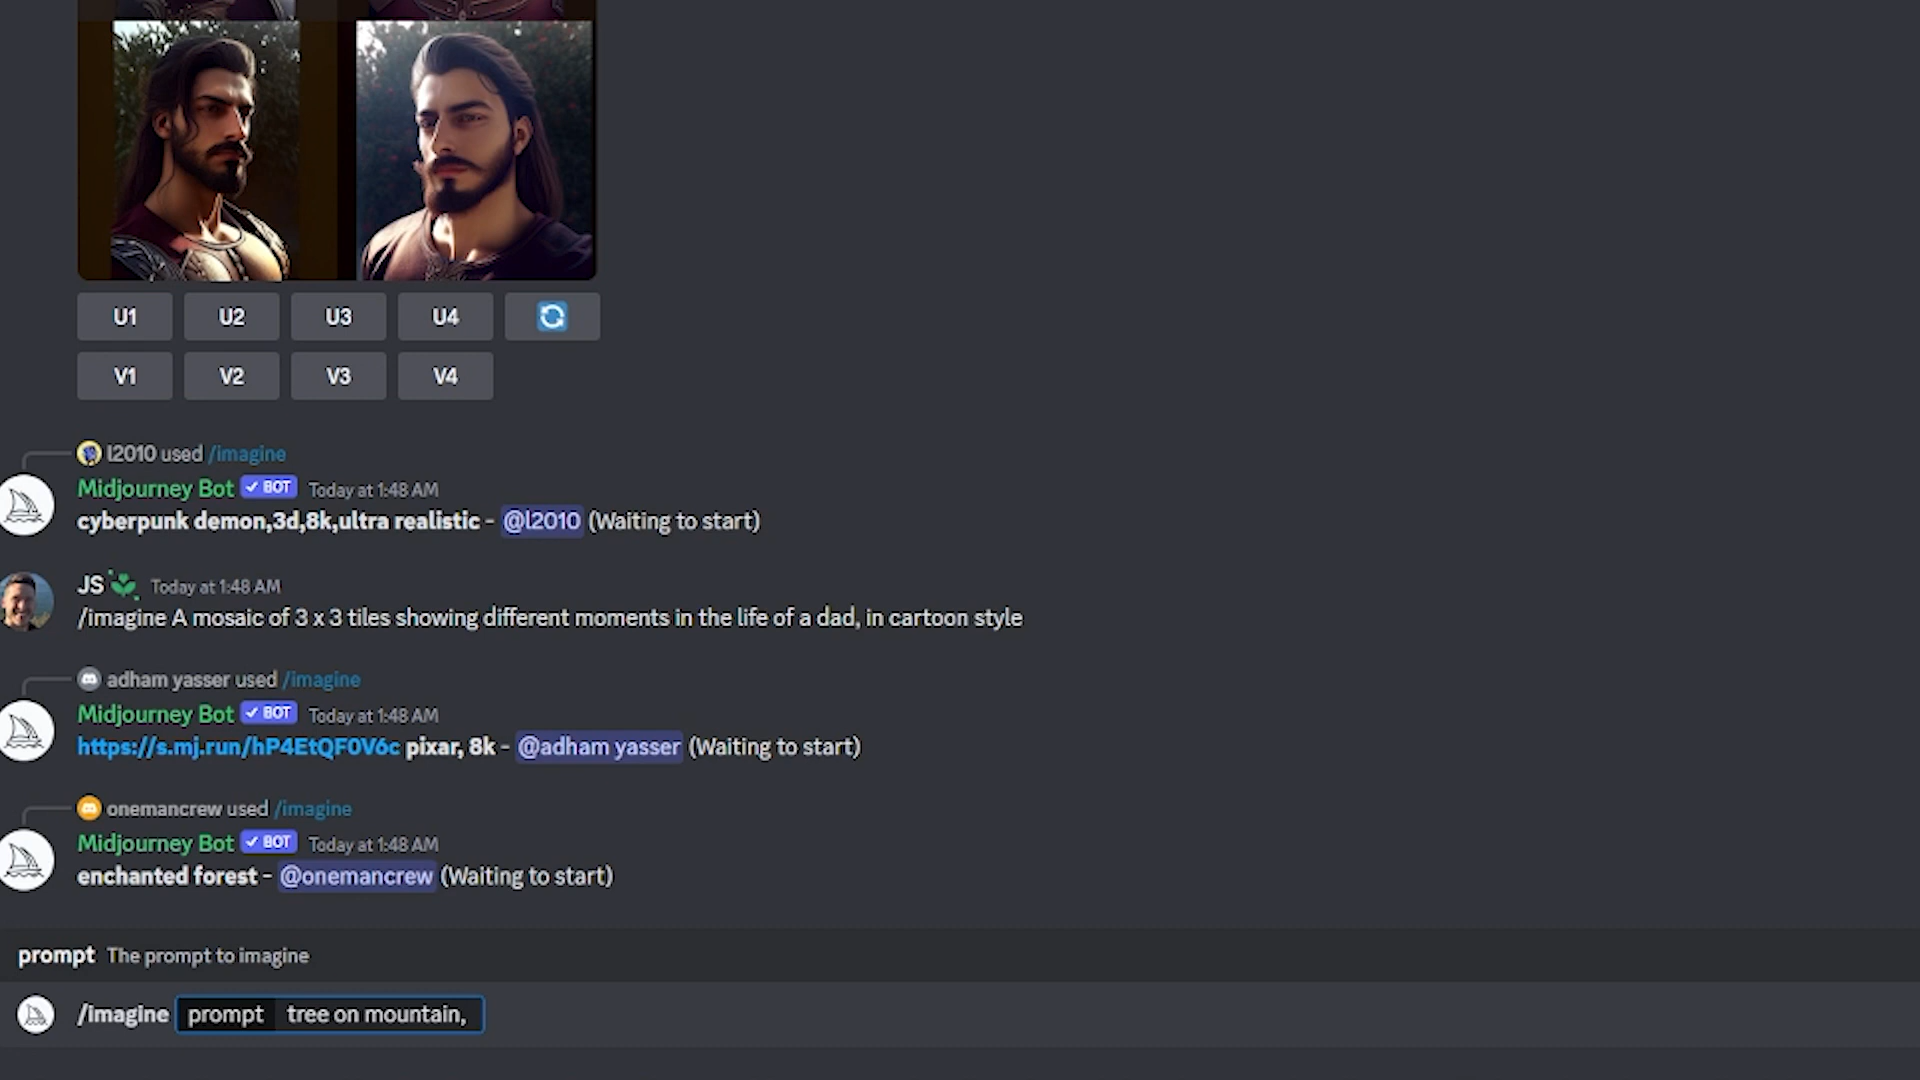 U1 U2 U3 U4
V1 V2 V3 V4
l2010 used /imagine
Midjourney Bot ✓ BOT Today at 1:48 AM
cyberpunk demon,3d,8k,ultra realistic - @l2010 (Waiting to start)
JS Today at 1:48 AM
/imagine A mosaic of 3 x 3 tiles showing different moments in the life of a dad, in cartoon style
adham yasser used /imagine
Midjourney Bot ✓ BOT Today at 1:48 AM
https://s.mj.run/hP4EtQF0V6c pixar, 8k - @adham yasser (Waiting to start)
onemancrew used /imagine
Midjourney Bot ✓ BOT Today at 1:48 AM
enchanted forest - @onemancrew (Waiting to start)
prompt The prompt to imagine
/imagine prompt tree on mountain,